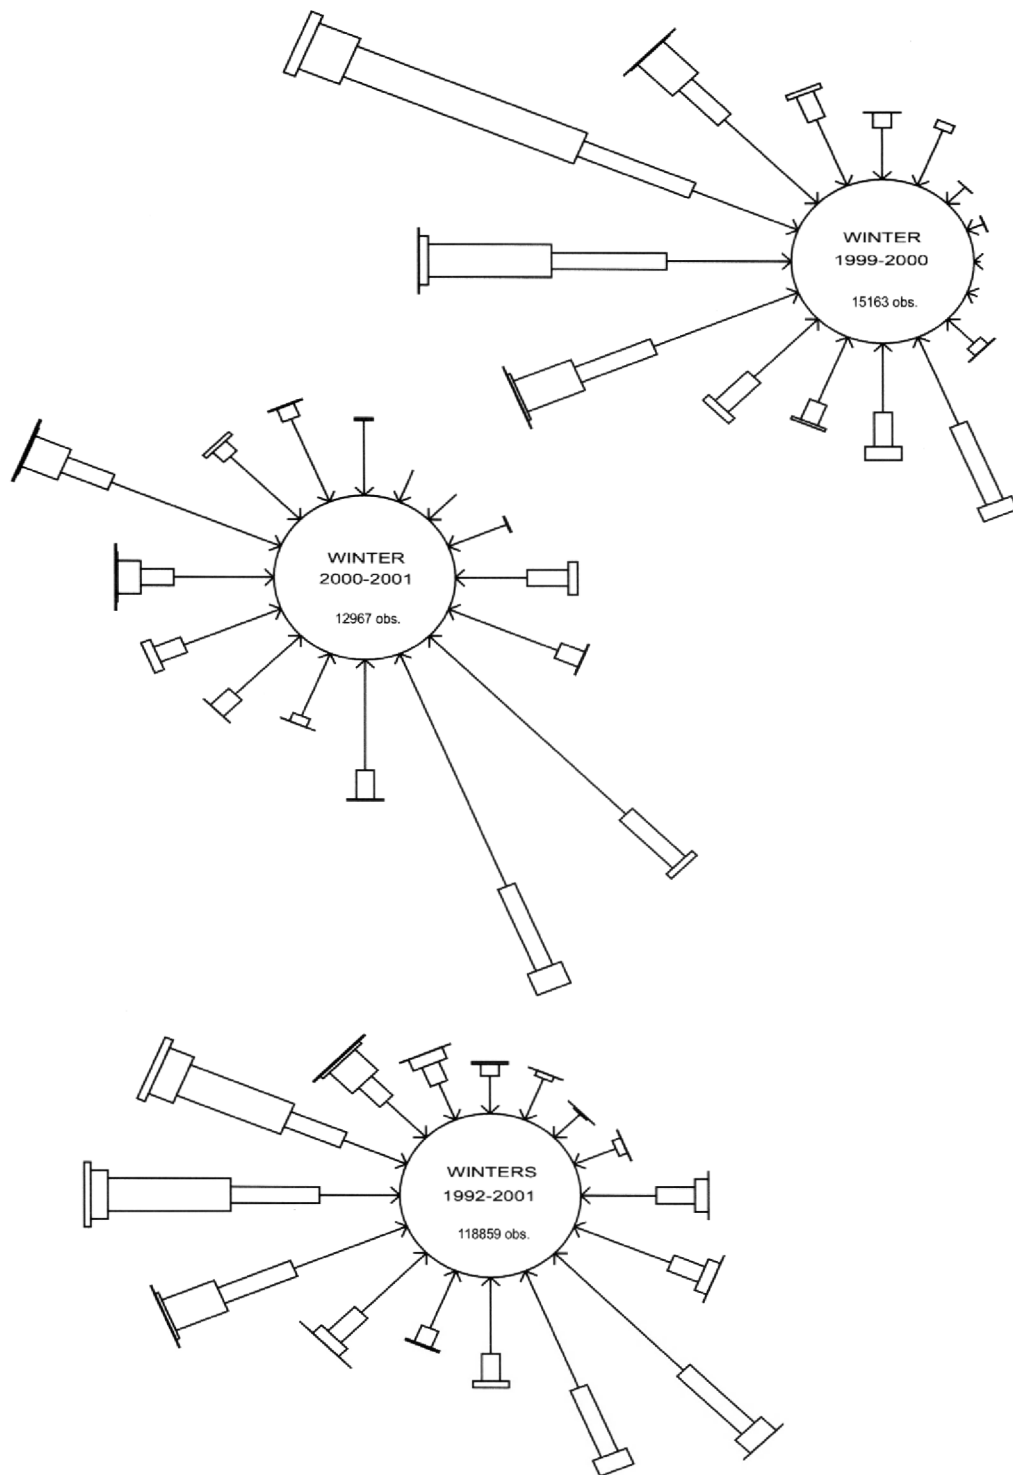 WINTER
1999-2000
15163 obs.
WINTER
2000-2001
12967 obs.
WINTERS
1992-2001
118859 obs.